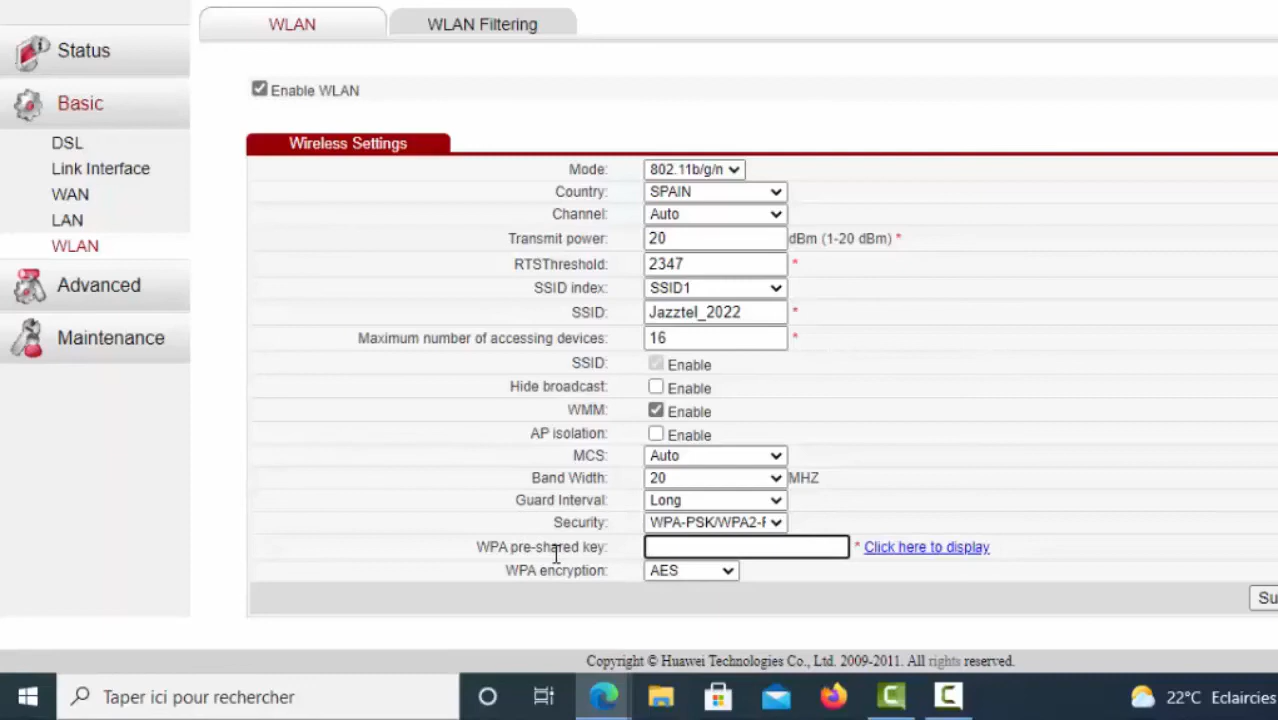 WLAN
WLAN Filtering
Status
Basic
DSL
Link Interface
WAN
LAN
WLAN
Advanced
Maintenance
Enable WLAN
Wireless Settings
Mode: 802.11b/g/n
Country: SPAIN
Channel: Auto
Transmit power: 20 dBm (1-20 dBm) *
RTSThreshold: 2347 *
SSID index: SSID1
SSID: Jazztel_2022 *
Maximum number of accessing devices: 16 *
SSID: Enable
Hide broadcast: Enable
WMM: Enable
AP isolation: Enable
MCS: Auto
Band Width: 20 MHZ
Guard Interval: Long
Security: WPA-PSK/WPA2-
WPA pre-shared key: * Click here to display
WPA encryption: AES
Su
Copyright © Huawei Technologies Co., Ltd. 2009-2011. All rights reserved.
Taper ici pour rechercher
22°C Eclaircies